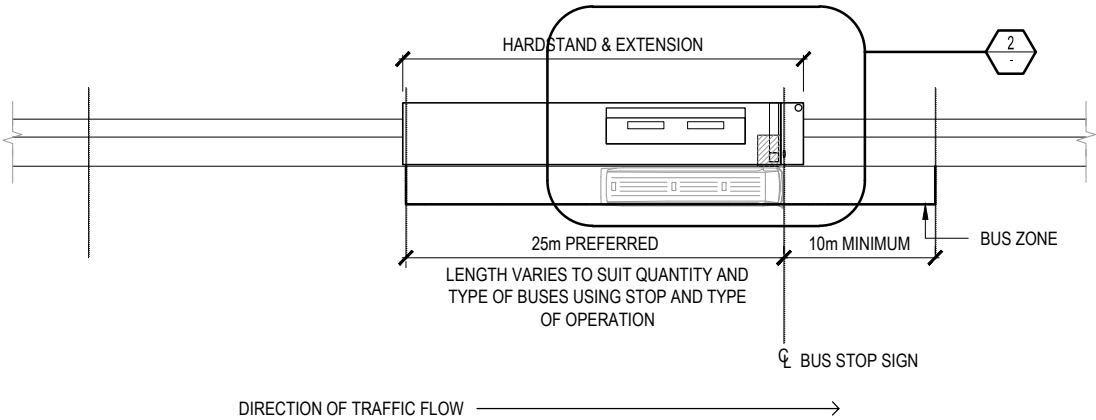 HARDSTAND & EXTENSION
2
-
25m PREFERRED
10m MINIMUM
BUS ZONE
LENGTH VARIES TO SUIT QUANTITY AND
TYPE OF BUSES USING STOP AND TYPE
OF OPERATION
℄ BUS STOP SIGN
DIRECTION OF TRAFFIC FLOW